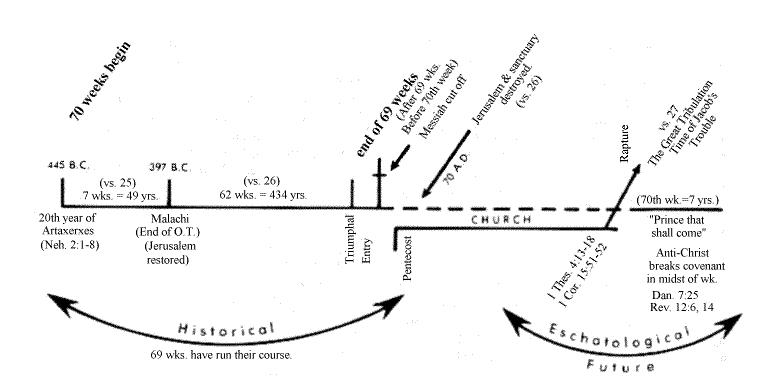 70 weeks begin
445 B.C.
(vs. 25)
7 wks. = 49 yrs.
397 B.C.
(vs. 26)
62 wks. = 434 yrs.
end of 69 weeks
(After 69 wks.
Before 70th week)
Messiah cut off
Jerusalem & sanctuary
destroyed.
(vs. 26)
70 A.D.
Rapture
vs. 27
The Great Tribulation
Time of Jacob's
Trouble
20th year of
Artaxerxes
(Neh. 2:1-8)
Malachi
(End of O.T.)
(Jerusalem
restored)
Triumphal
Entry
Pentecost
CHURCH
1 Thes. 4:13-18
1 Cor. 15:51-52
(70th wk.=7 yrs.)
"Prince that
shall come"
Anti-Christ
breaks covenant
in midst of wk.
Dan. 7:25
Rev. 12:6, 14
Historical
69 wks. have run their course.
Eschatological
Future